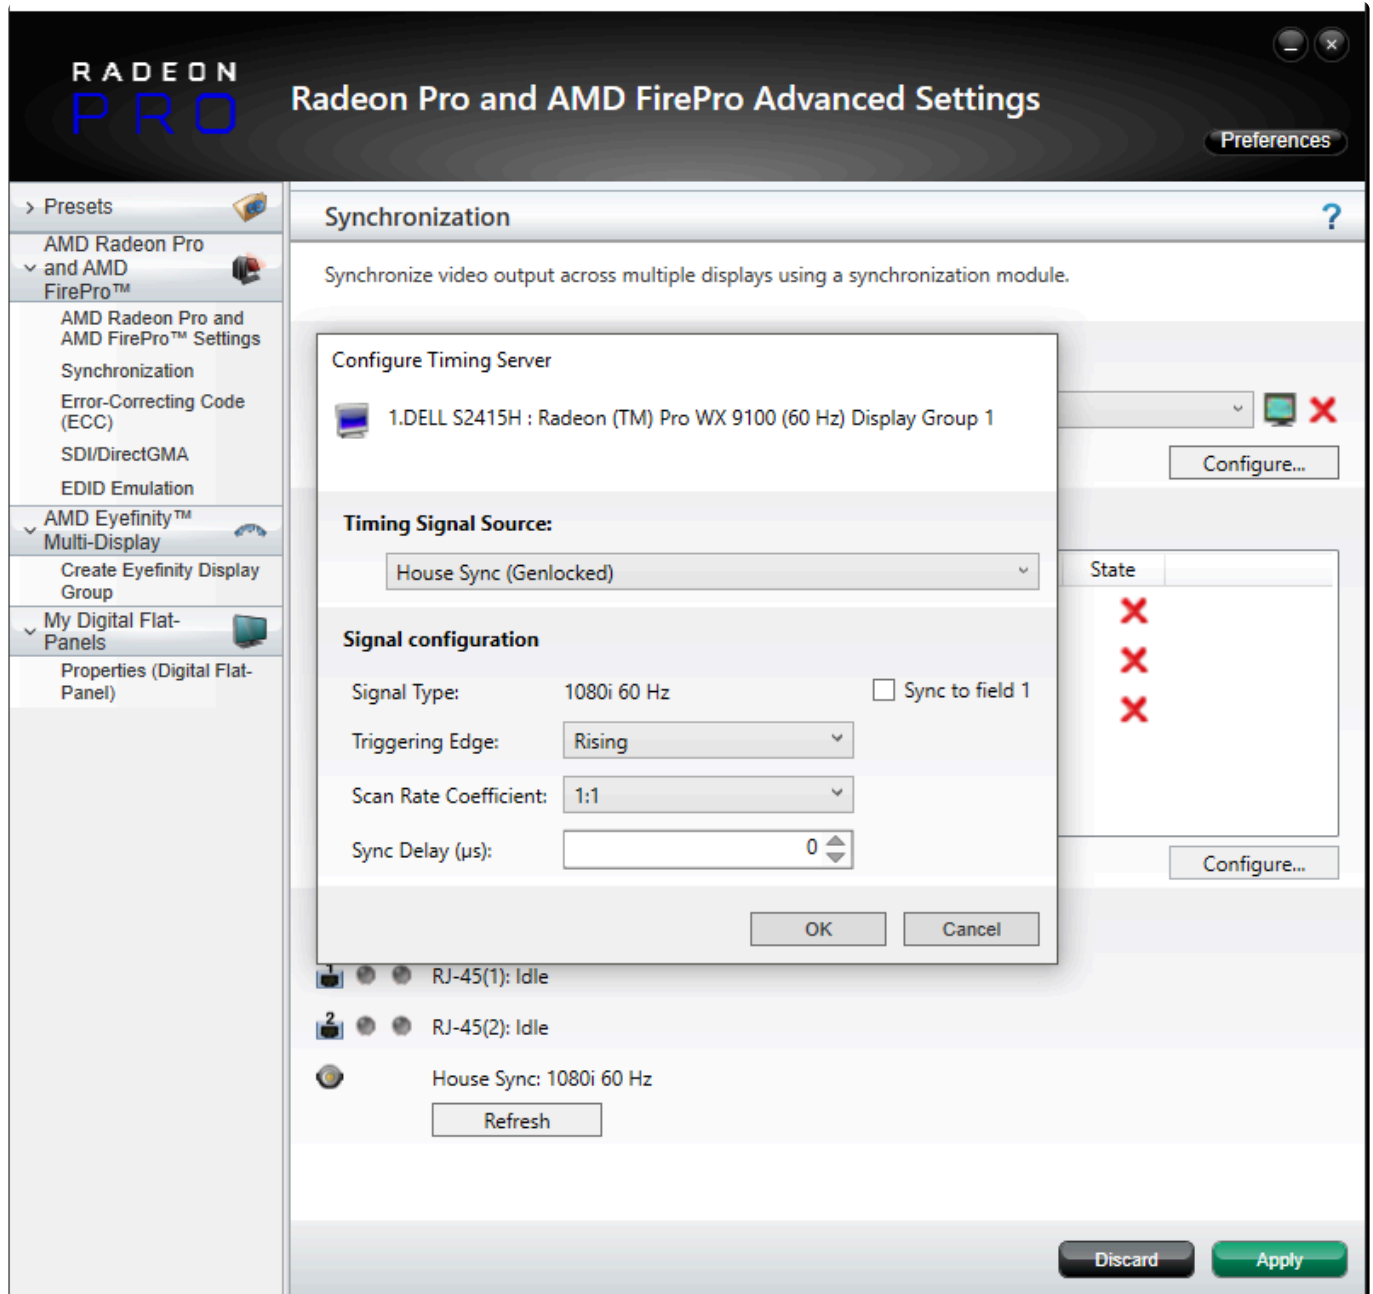 RADEON
PRO
Radeon Pro and AMD FirePro Advanced Settings
Preferences
Presets
AMD Radeon Pro
and AMD
FirePro™
AMD Radeon Pro and
AMD FirePro™ Settings
Synchronization
Error-Correcting Code
(ECC)
SDI/DirectGMA
EDID Emulation
AMD Eyefinity™
Multi-Display
Create Eyefinity Display
Group
My Digital Flat-
Panels
Properties (Digital Flat-
Panel)
Synchronization
?
Synchronize video output across multiple displays using a synchronization module.
Configure...
State
Configure...
Configure Timing Server
1.DELL S2415H : Radeon (TM) Pro WX 9100 (60 Hz) Display Group 1
Timing Signal Source:
House Sync (Genlocked)
Signal configuration
Signal Type: 1080i 60 Hz Sync to field 1
Triggering Edge: Rising
Scan Rate Coefficient: 1:1
Sync Delay (µs): 0
OK Cancel
1 RJ-45(1): Idle
2 RJ-45(2): Idle
House Sync: 1080i 60 Hz
Refresh
Discard Apply